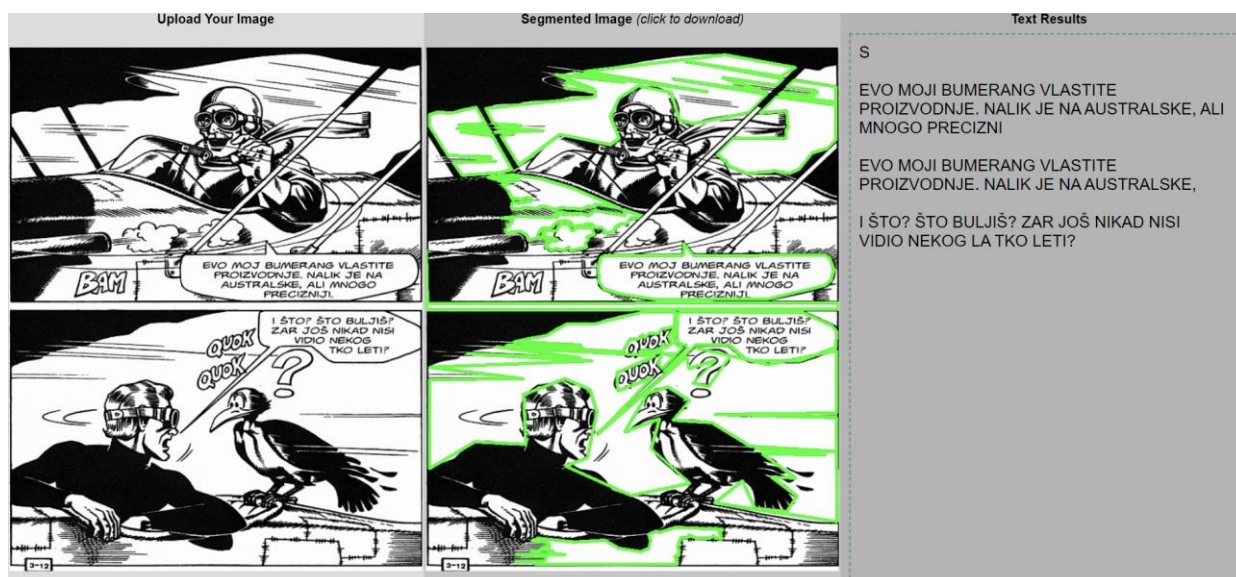 Upload Your Image
Segmented Image (click to download)
Text Results
EVO MOJ BUMERANG VLASTITE
PROIZVODNJE. NALIK JE NA
AUSTRALSKE, ALI MNOGO
PRECIZNIJI.
BAM
I ŠTO? ŠTO BULJIŠ?
ZAR JOŠ NIKAD NISI
VIDIO NEKOG
TKO LETI?
QUOK
QUOK
?
3-12
EVO MOJ BUMERANG VLASTITE
PROIZVODNJE. NALIK JE NA
AUSTRALSKE, ALI MNOGO
PRECIZNIJI.
BAM
I ŠTO? ŠTO BULJIŠ?
ZAR JOŠ NIKAD NISI
VIDIO NEKOG
TKO LETI?
QUOK
QUOK
?
3-12
S
EVO MOJI BUMERANG VLASTITE
PROIZVODNJE. NALIK JE NA AUSTRALSKE, ALI
MNOGO PRECIZNI
EVO MOJI BUMERANG VLASTITE
PROIZVODNJE. NALIK JE NA AUSTRALSKE,
I ŠTO? ŠTO BULJIŠ? ZAR JOŠ NIKAD NISI
VIDIO NEKOG LA TKO LETI?